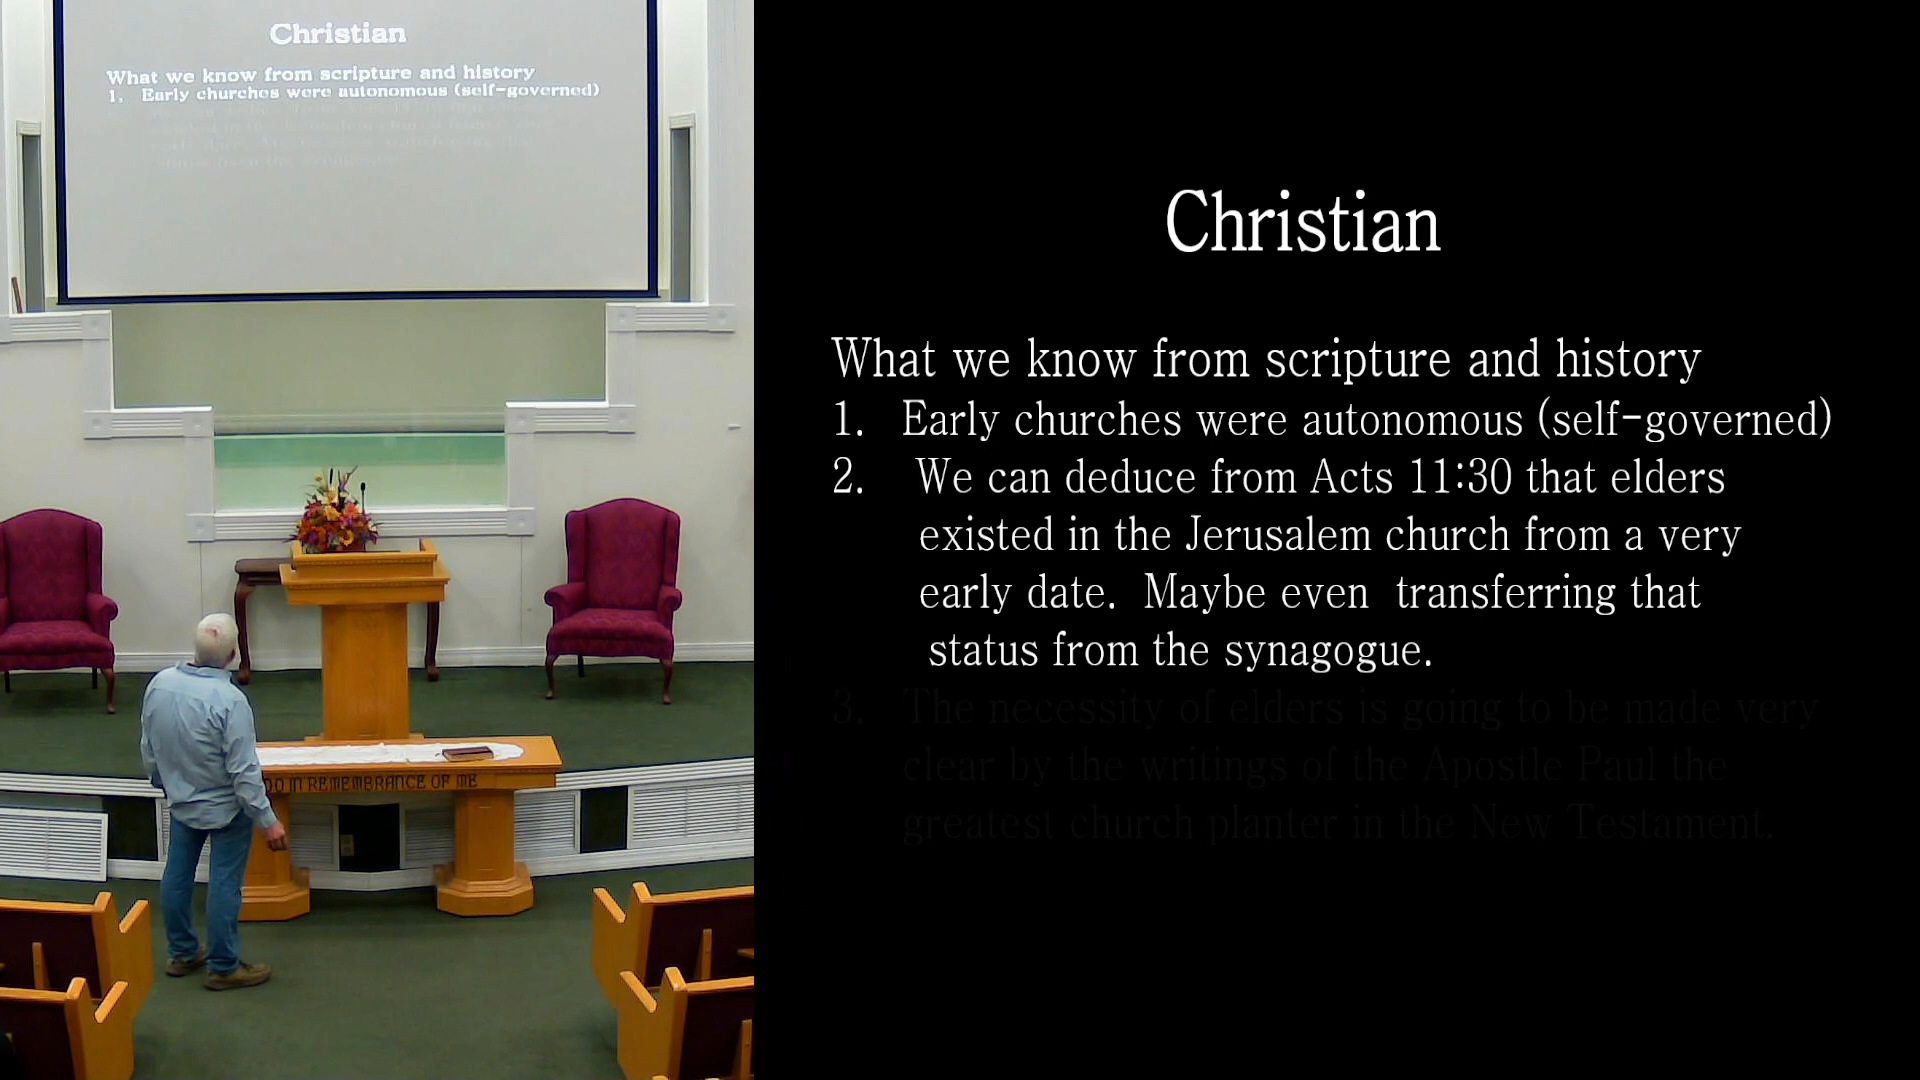 Christian
What we know from scripture and history
1. Early churches were autonomous (self-governed)
DO IN REMEMBRANCE OF ME
Christian
What we know from scripture and history
1. Early churches were autonomous (self-governed)
2. We can deduce from Acts 11:30 that elders
existed in the Jerusalem church from a very
early date. Maybe even transferring that
status from the synagogue.
3. The necessity of elders is going to be made very
clear by the writings of the Apostle Paul the
greatest church planter in the New Testament.